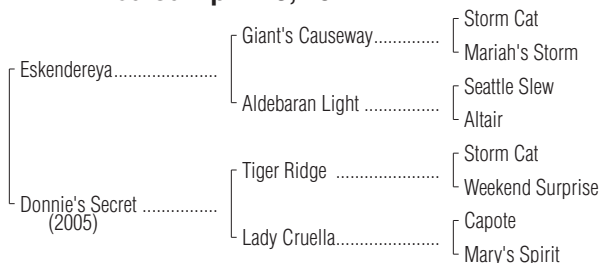 Storm Cat
Giant's Causeway...............
Mariah's Storm
Eskendereya.......................
Seattle Slew
Aldebaran Light .................
Altair
Storm Cat
Tiger Ridge .......................
Weekend Surprise
Donnie's Secret .................
(2005)
Capote
Lady Cruella.......................
Mary's Spirit